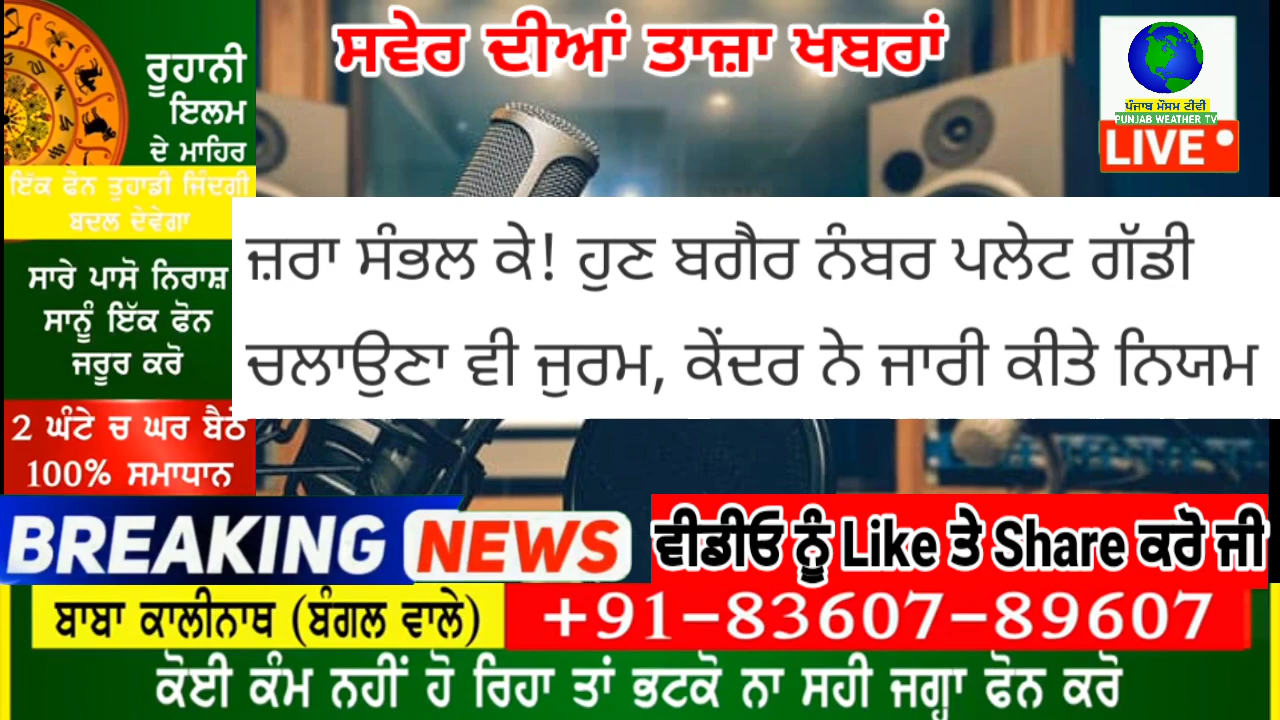 ਸਵੇਰ ਦੀਆਂ ਤਾਜ਼ਾ ਖਬਰਾਂ
ਪੰਜਾਬ ਮੌਸਮ ਟੀਵੀ
PUNJAB WEATHER TV
LIVE
ਰੂਹਾਨੀ
ਇਲਮ
ਦੇ ਮਾਹਿਰ
ਇੱਕ ਫੋਨ ਤੁਹਾਡੀ ਜਿੰਦਗੀ
ਬਦਲ ਦੇਵੇਗਾ
ਸਾਰੇ ਪਾਸੋ ਨਿਰਾਸ਼
ਸਾਨੂੰ ਇੱਕ ਫੋਨ
ਜਰੂਰ ਕਰੋ
2 ਘੰਟੇ ਚ ਘਰ ਬੈਠੇ
100% ਸਮਾਧਾਨ
ਜ਼ਰਾ ਸੰਭਲ ਕੇ! ਹੁਣ ਬਗੈਰ ਨੰਬਰ ਪਲੇਟ ਗੱਡੀ
ਚਲਾਉਣਾ ਵੀ ਜੁਰਮ, ਕੇਂਦਰ ਨੇ ਜਾਰੀ ਕੀਤੇ ਨਿਯਮ
BREAKING NEWS
ਵੀਡੀਓ ਨੂੰ Like ਤੇ Share ਕਰੋ ਜੀ
ਬਾਬਾ ਕਾਲੀਨਾਥ (ਬੰਗਲ ਵਾਲੇ)
+91-83607-89607
ਕੋਈ ਕੰਮ ਨਹੀਂ ਹੋ ਰਿਹਾ ਤਾਂ ਭਟਕੋ ਨਾ ਸਹੀ ਜਗ੍ਹਾ ਫੋਨ ਕਰੋ